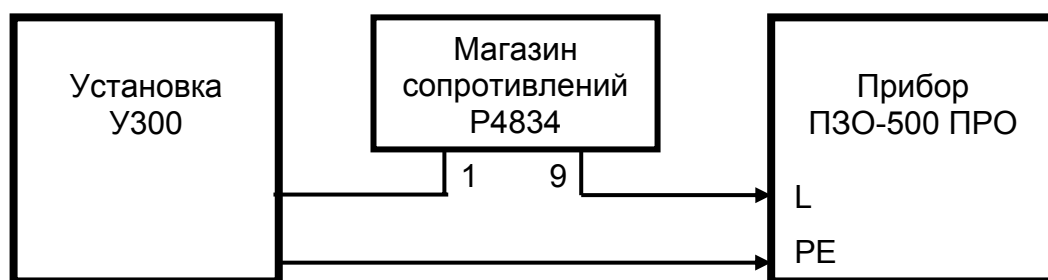 Установка
У300
Магазин
сопротивлений
Р4834
1
9
Прибор
ПЗО-500 ПРО
L
PE